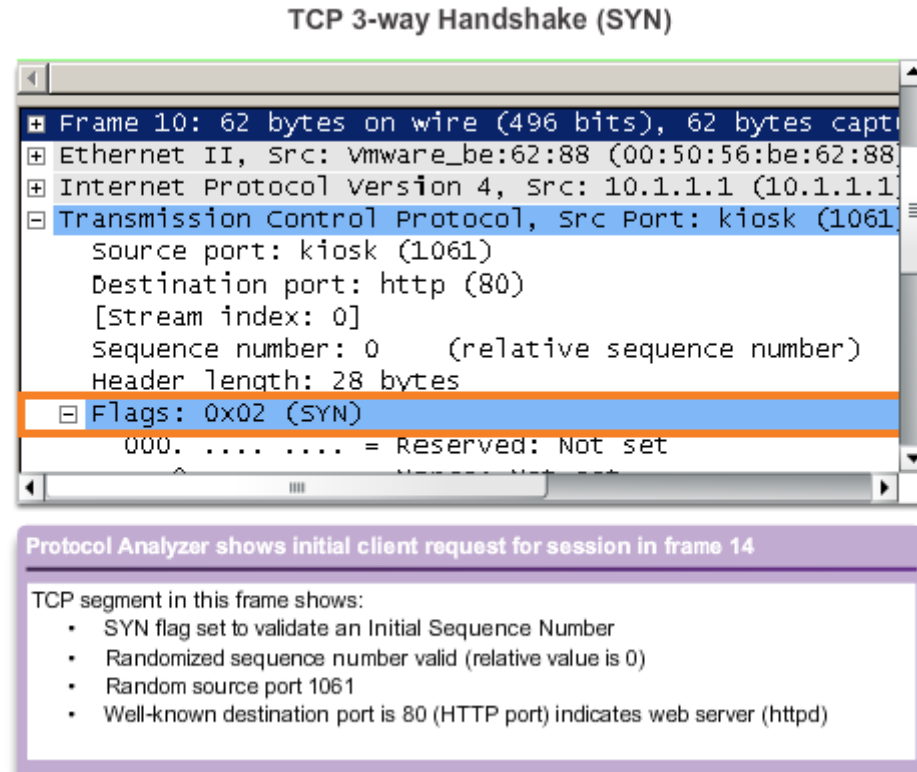 TCP 3-way Handshake (SYN)
Frame 10: 62 bytes on wire (496 bits), 62 bytes captu
Ethernet II, Src: Vmware_be:62:88 (00:50:56:be:62:88)
Internet Protocol Version 4, Src: 10.1.1.1 (10.1.1.1)
Transmission Control Protocol, Src Port: kiosk (1061)
Source port: kiosk (1061)
Destination port: http (80)
[Stream index: 0]
Sequence number: 0 (relative sequence number)
Header length: 28 bytes
Flags: 0x02 (SYN)
000. .... .... = Reserved: Not set
Protocol Analyzer shows initial client request for session in frame 14
TCP segment in this frame shows:
• SYN flag set to validate an Initial Sequence Number
• Randomized sequence number valid (relative value is 0)
• Random source port 1061
• Well-known destination port is 80 (HTTP port) indicates web server (httpd)